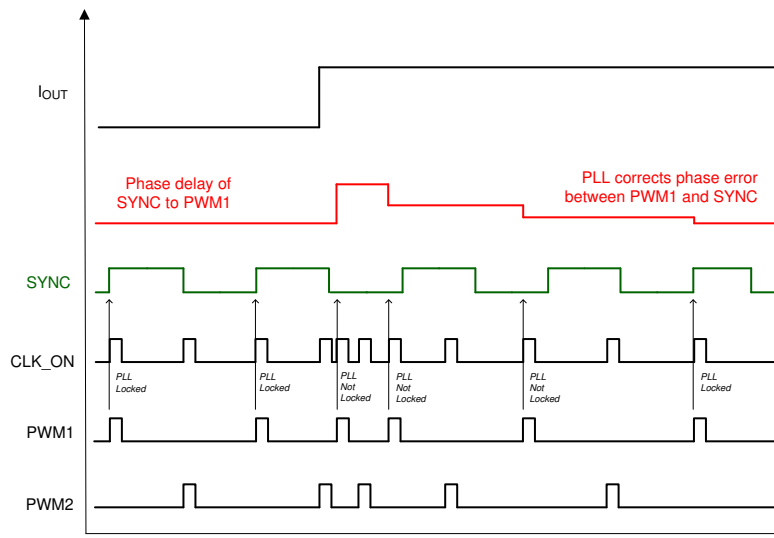 IOUT
Phase delay of
SYNC to PWM1
PLL corrects phase error
between PWM1 and SYNC
SYNC
CLK_ON
PLL
Locked
PLL
Locked
PLL
Not
Locked
PLL
Not
Locked
PLL
Not
Locked
PLL
Locked
PWM1
PWM2